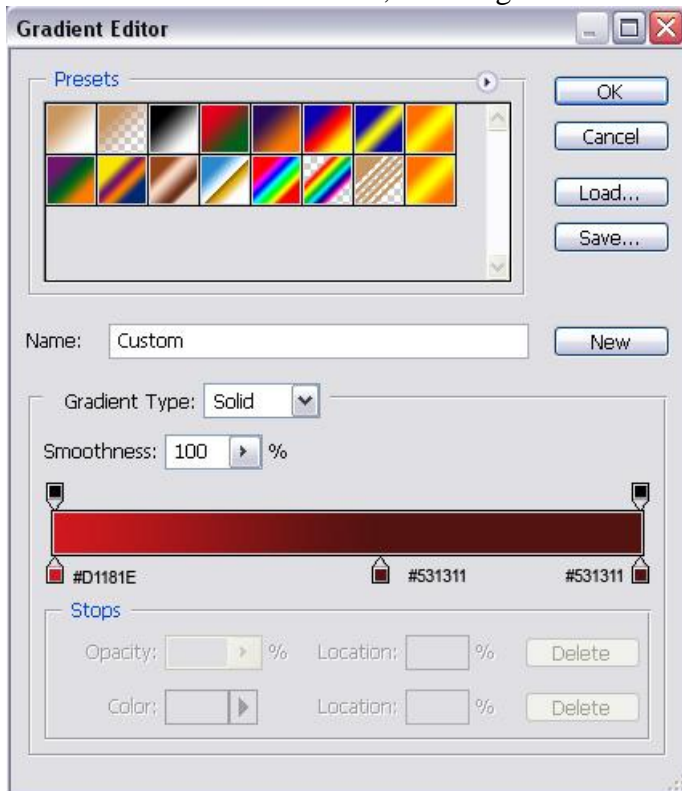 Gradient Editor
Presets
OK
Cancel
Load...
Save...
Name: Custom
New
Gradient Type: Solid
Smoothness: 100 %
#D1181E #531311 #531311
Stops
Opacity: % Location: % Delete
Color: Location: % Delete